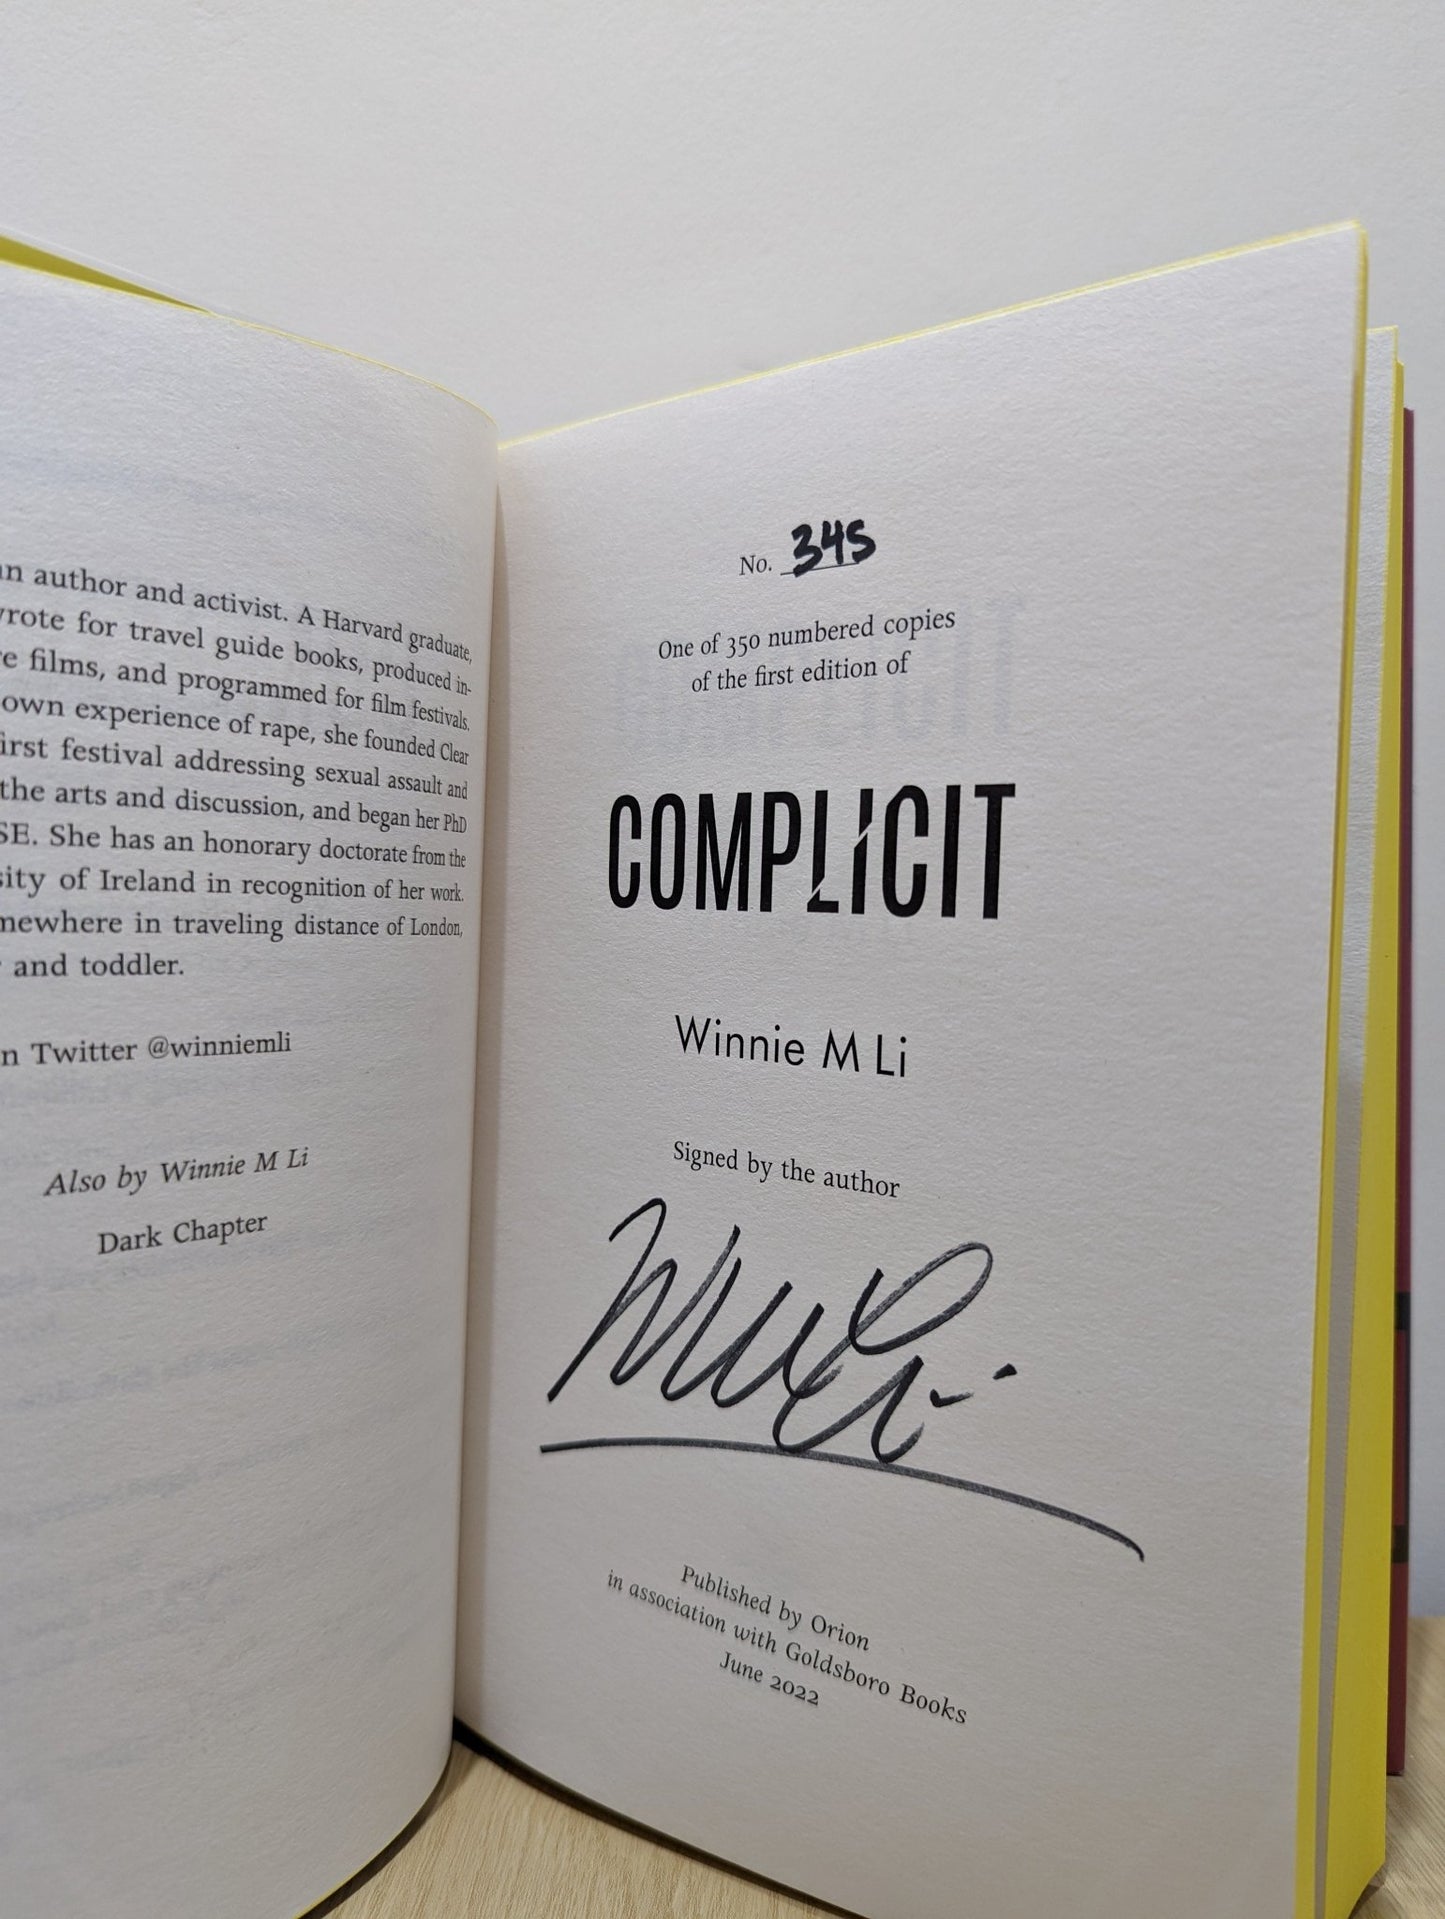 an author and activist. A Harvard graduate,
wrote for travel guide books, produced in-
films, and programmed for film festivals.
own experience of rape, she founded Clear
first festival addressing sexual assault and
the arts and discussion, and began her PhD
SE. She has an honorary doctorate from the
sity of Ireland in recognition of her work.
mewhere in traveling distance of London,
and toddler.
n Twitter @winniemli
Also by Winnie M Li
Dark Chapter
No. 345
One of 350 numbered copies
of the first edition of
COMPLICIT
Winnie M Li
Signed by the author
Published by Orion
in association with Goldsboro Books
June 2022